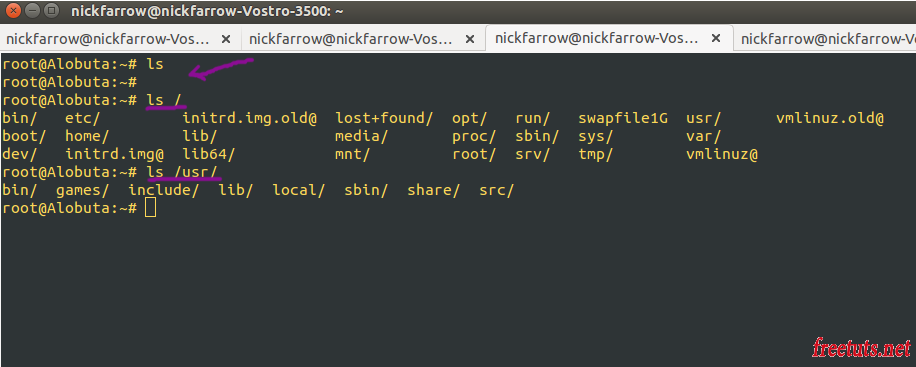 nickfarrow@nickfarrow-Vostro-3500: ~
nickfarrow@nickfarrow-Vos... × nickfarrow@nickfarrow-Vos... × nickfarrow@nickfarrow-Vos... × nickfarrow@nickfarrow-Vos
root@Alobuta:~# ls
root@Alobuta:~#
root@Alobuta:~# ls /
bin/ etc/ initrd.img.old@ lost+found/ opt/ run/ swapfile1G usr/ vmlinuz.old@
boot/ home/ lib/ media/ proc/ sbin/ sys/ var/
dev/ initrd.img@ lib64/ mnt/ root/ srv/ tmp/ vmlinuz@
root@Alobuta:~# ls /usr/
bin/ games/ include/ lib/ local/ sbin/ share/ src/
root@Alobuta:~#
freetuts.net